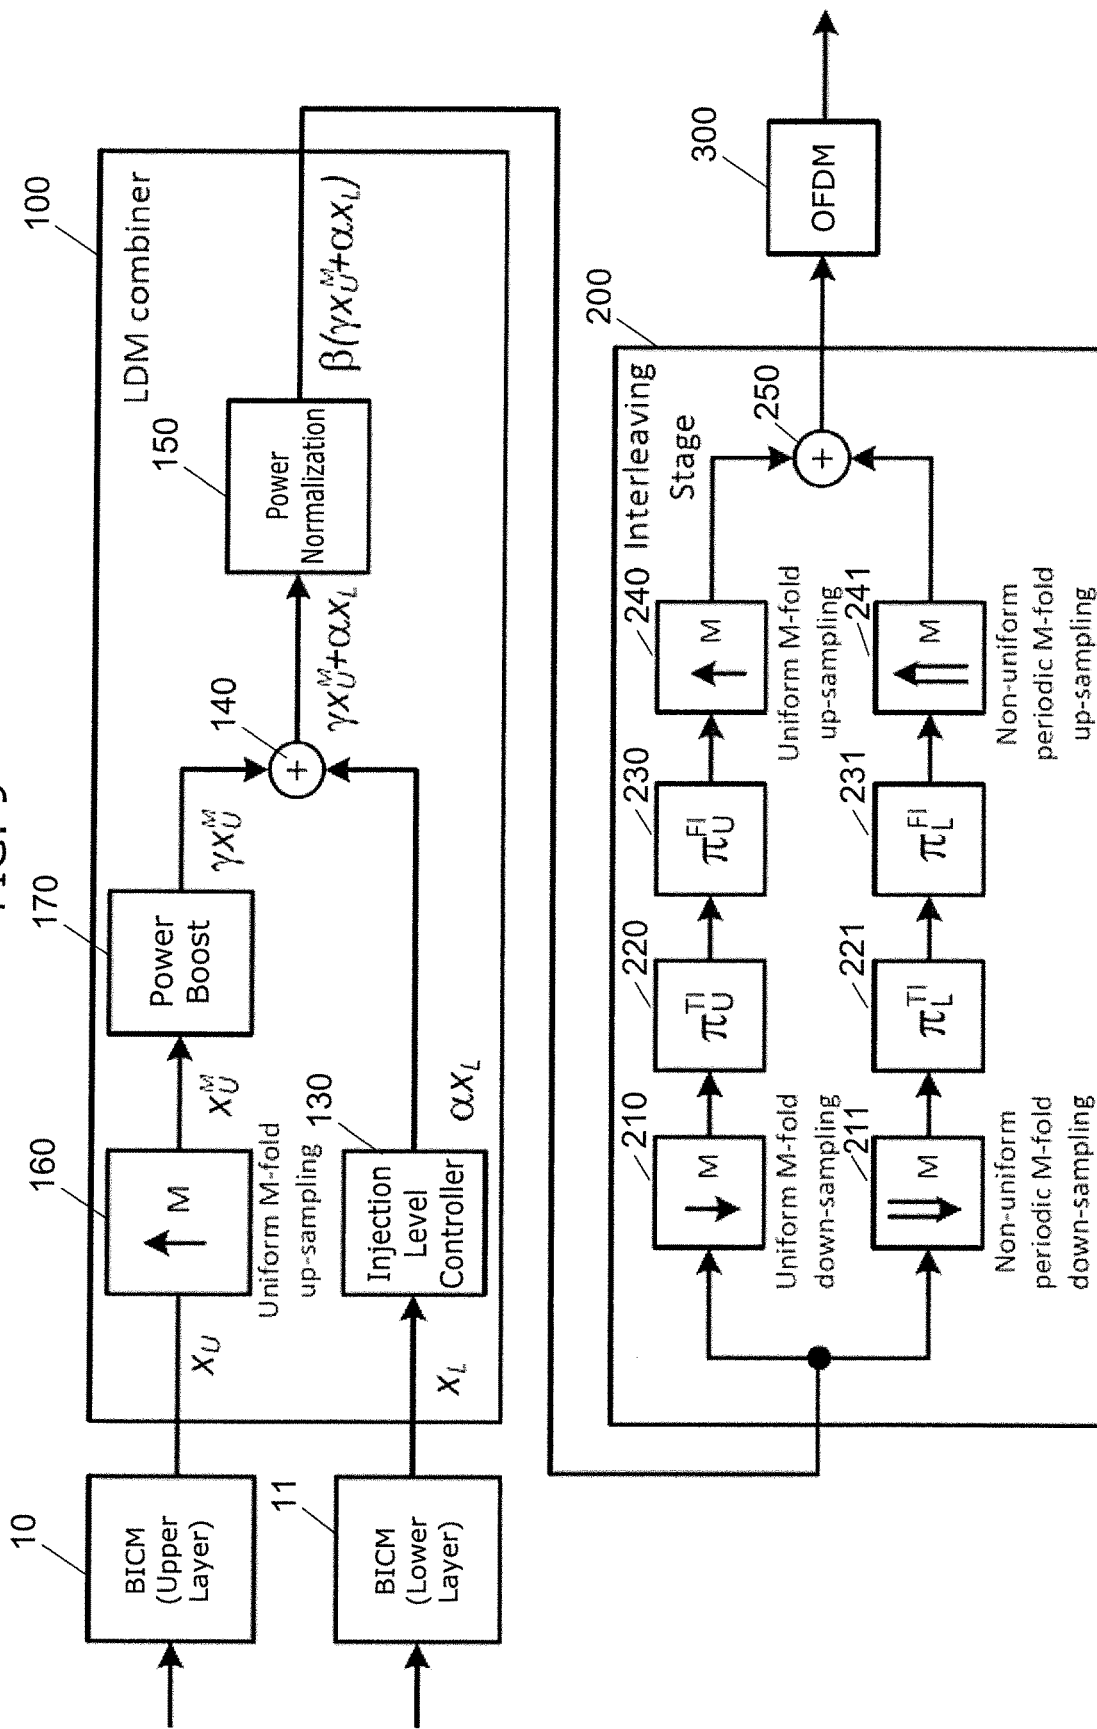 10
BICM
(Upper
Layer)
11
BICM
(Lower
Layer)
100
LDM combiner
x_U
160
M
Uniform M-fold
up-sampling
x_U^M
170
Power
Boost
γx_U^M
x_L
130
Injection
Level
Controller
αx_L
140
+
γx_U^M+αx_L
150
Power
Normalization
β(γx_U^M+αx_L)
200
Interleaving
Stage
210
M
Uniform M-fold
down-sampling
220
π_U^TI
230
π_U^FI
240
M
Uniform M-fold
up-sampling
211
M
Non-uniform
periodic M-fold
down-sampling
221
π_L^TI
231
π_L^FI
241
M
Non-uniform
periodic M-fold
up-sampling
250
+
300
OFDM